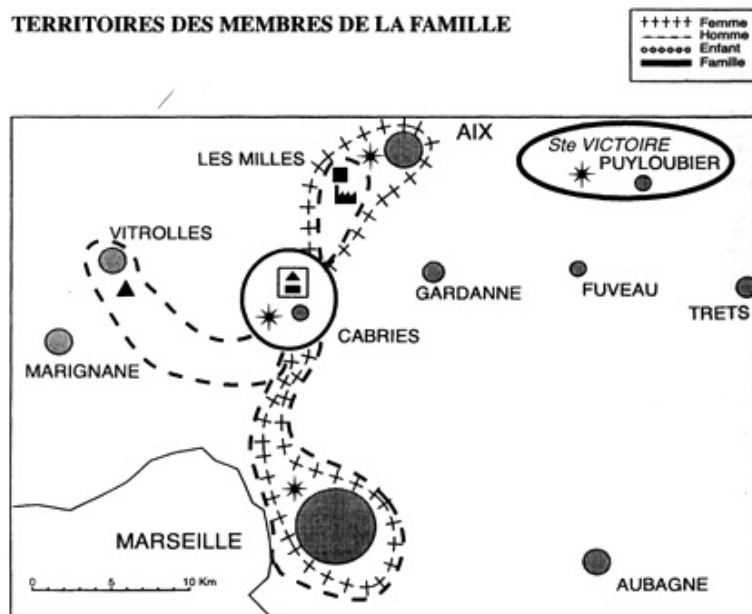 TERRITOIRES DES MEMBRES DE LA FAMILLE
Femme
Homme
Enfant
Famille
AIX
LES MILLES
Ste VICTOIRE
PUYLOUBIER
VITROLLES
GARDANNE
FUVEAU
TRETS
CABRIES
MARIGNANE
MARSEILLE
0 5 10 Km
AUBAGNE